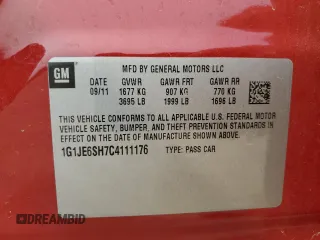 GM
MFD BY GENERAL MOTORS LLC
09/11 GVWR GAWR FRT GAWR RR
1677 KG 907 KG 770 KG
3695 LB 1999 LB 1696 LB
THIS VEHICLE CONFORMS TO ALL APPLICABLE U.S. FEDERAL MOTOR
VEHICLE SAFETY, BUMPER, AND THEFT PREVENTION STANDARDS
IN EFFECT ON THE DATE OF MANUFACTURE SHOWN ABOVE.
1G1JE6SH7C4111176 TYPE: PASS CAR
DREAMBID